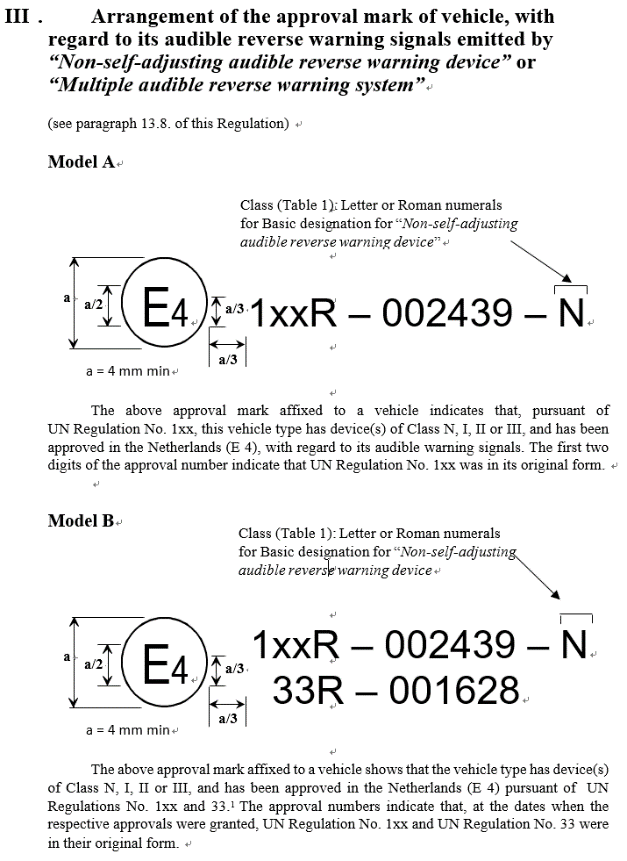 III . Arrangement of the approval mark of vehicle, with
regard to its audible reverse warning signals emitted by
“Non-self-adjusting audible reverse warning device” or
“Multiple audible reverse warning system”
(see paragraph 13.8. of this Regulation)
Model A
Class (Table 1): Letter or Roman numerals
for Basic designation for “Non-self-adjusting
audible reverse warning device”
a
a/2
E4
a/3
1xxR – 002439 – N
a/3
a = 4 mm min
The above approval mark affixed to a vehicle indicates that, pursuant of
UN Regulation No. 1xx, this vehicle type has device(s) of Class N, I, II or III, and has been
approved in the Netherlands (E 4), with regard to its audible warning signals. The first two
digits of the approval number indicate that UN Regulation No. 1xx was in its original form.
Model B
Class (Table 1): Letter or Roman numerals
for Basic designation for “Non-self-adjusting
audible reverse warning device
a
a/2
E4
a/3
1xxR – 002439 – N
33R – 001628
a/3
a = 4 mm min
The above approval mark affixed to a vehicle shows that the vehicle type has device(s)
of Class N, I, II or III, and has been approved in the Netherlands (E 4) pursuant of UN
Regulations No. 1xx and 33.¹ The approval numbers indicate that, at the dates when the
respective approvals were granted, UN Regulation No. 1xx and UN Regulation No. 33 were
in their original form.